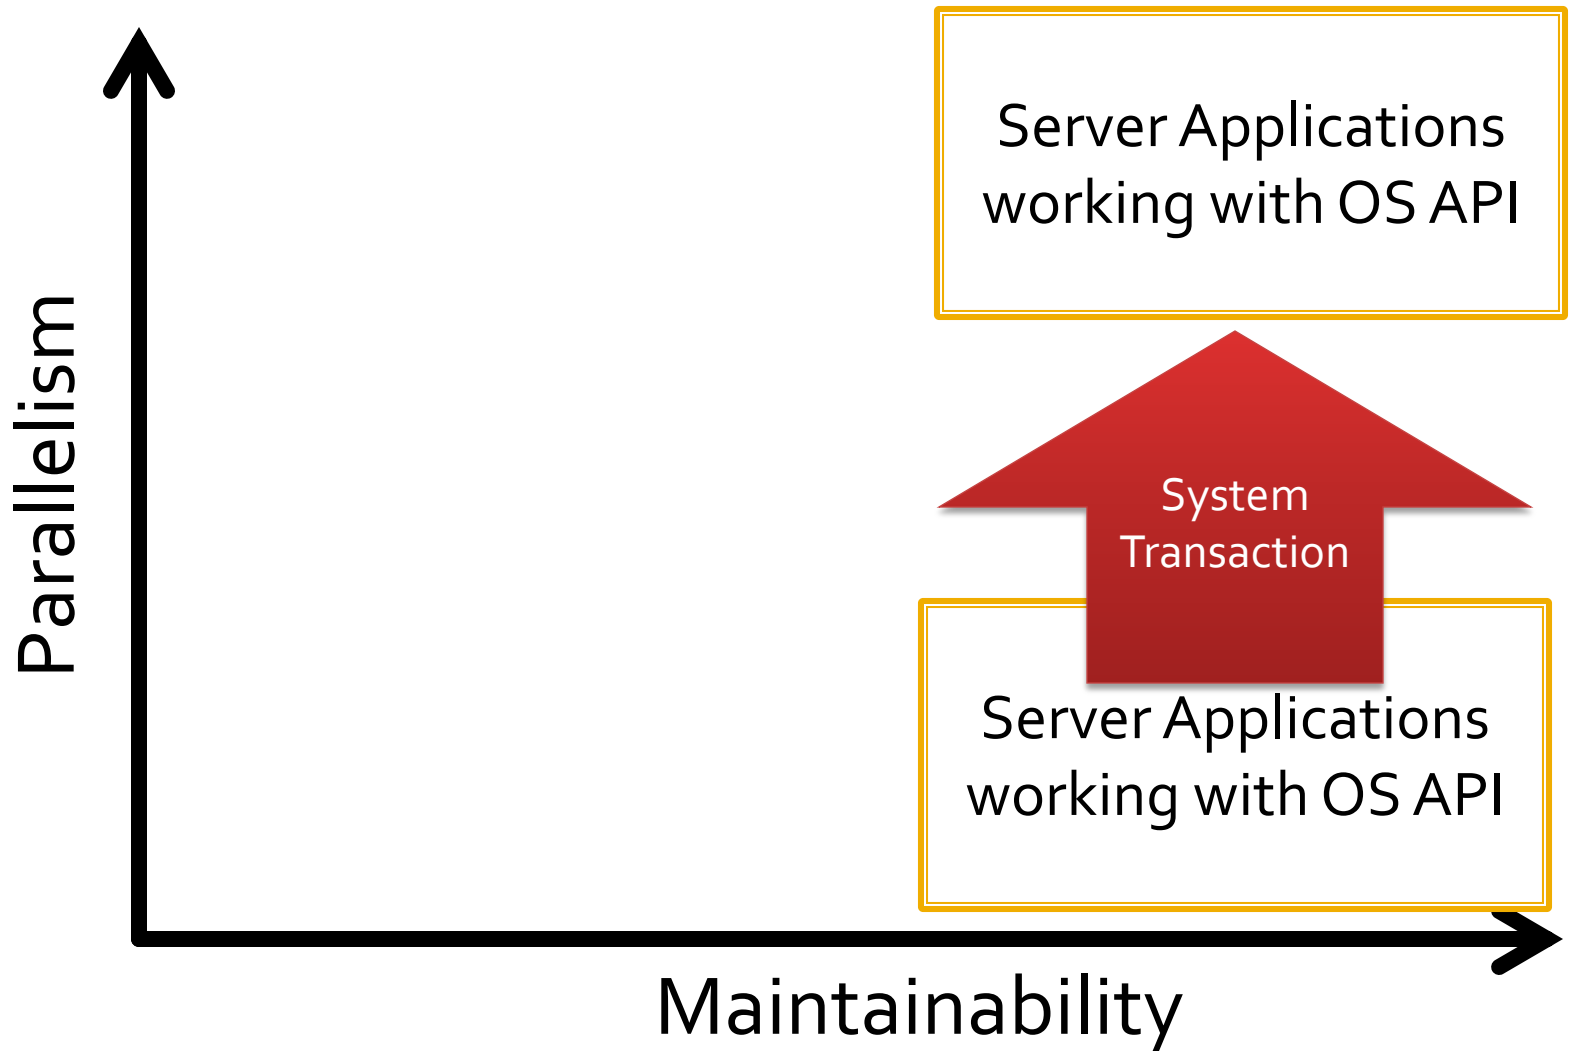 Server Applications
working with OS API
Parallelism
System
Transaction
Server Applications
working with OS API
Maintainability